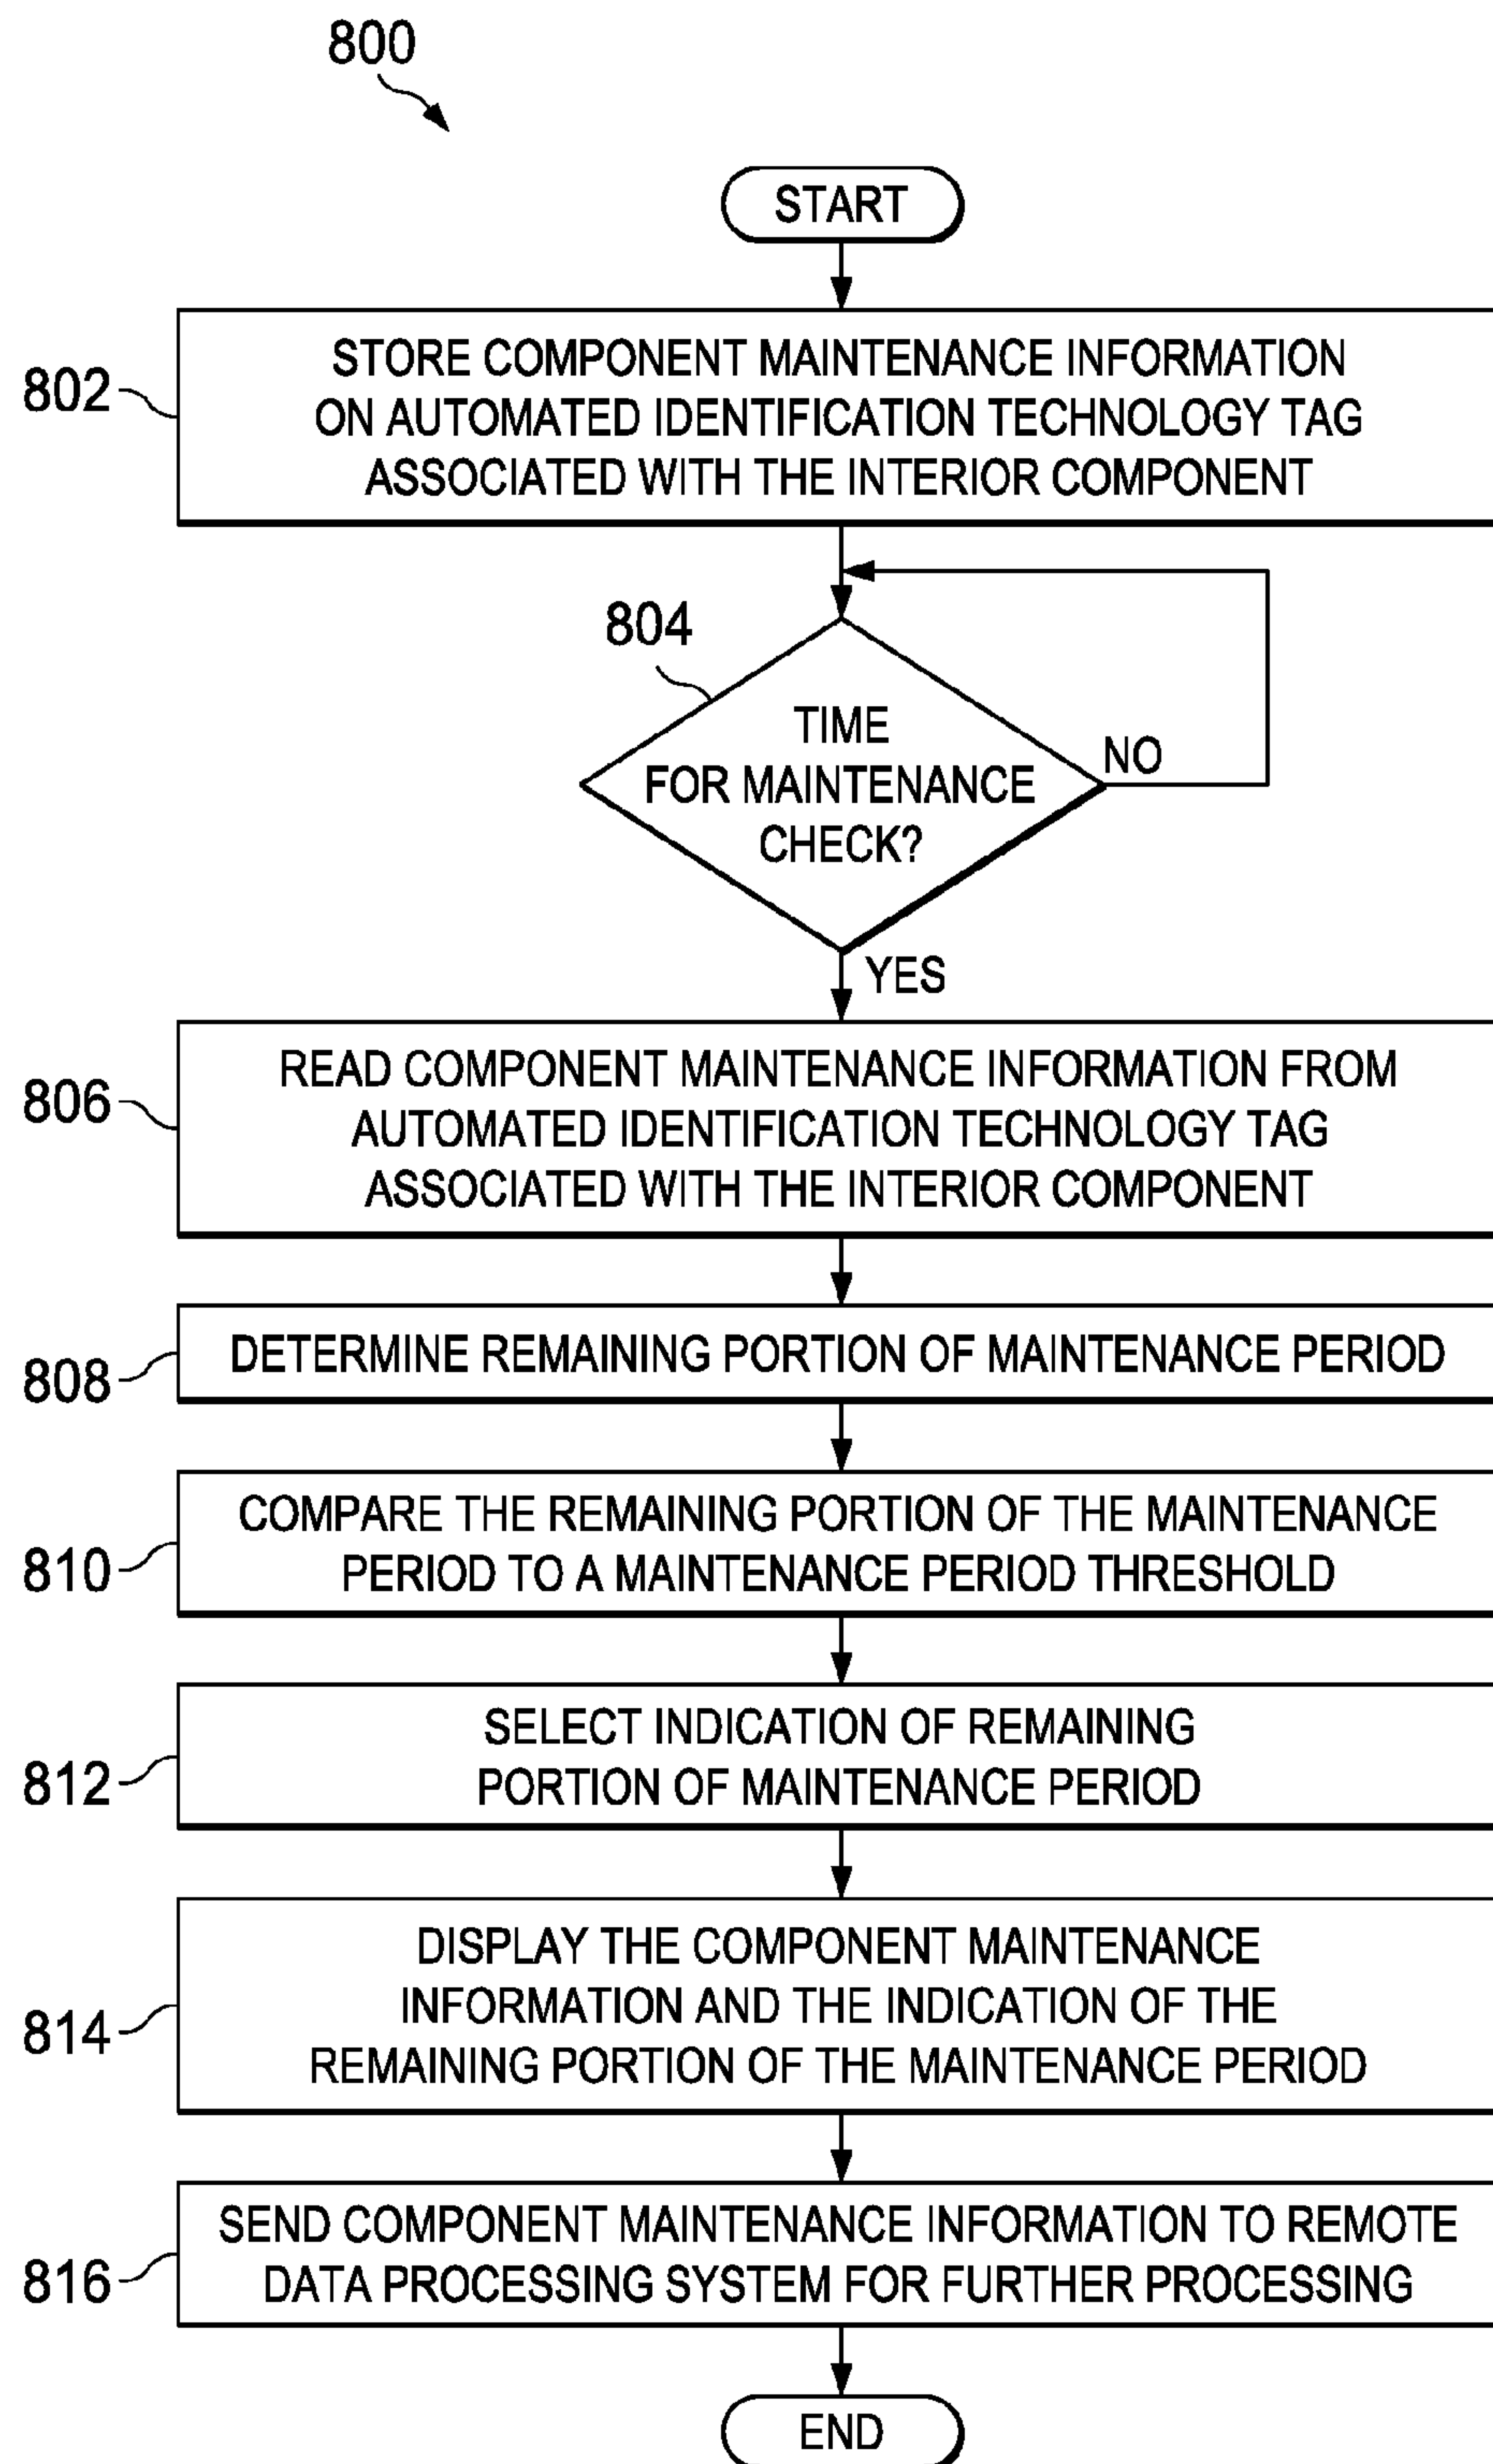 800
START
802
STORE COMPONENT MAINTENANCE INFORMATION
ON AUTOMATED IDENTIFICATION TECHNOLOGY TAG
ASSOCIATED WITH THE INTERIOR COMPONENT
804
TIME
FOR MAINTENANCE
CHECK?
NO
YES
806
READ COMPONENT MAINTENANCE INFORMATION FROM
AUTOMATED IDENTIFICATION TECHNOLOGY TAG
ASSOCIATED WITH THE INTERIOR COMPONENT
808
DETERMINE REMAINING PORTION OF MAINTENANCE PERIOD
810
COMPARE THE REMAINING PORTION OF THE MAINTENANCE
PERIOD TO A MAINTENANCE PERIOD THRESHOLD
812
SELECT INDICATION OF REMAINING
PORTION OF MAINTENANCE PERIOD
814
DISPLAY THE COMPONENT MAINTENANCE
INFORMATION AND THE INDICATION OF THE
REMAINING PORTION OF THE MAINTENANCE PERIOD
816
SEND COMPONENT MAINTENANCE INFORMATION TO REMOTE
DATA PROCESSING SYSTEM FOR FURTHER PROCESSING
END